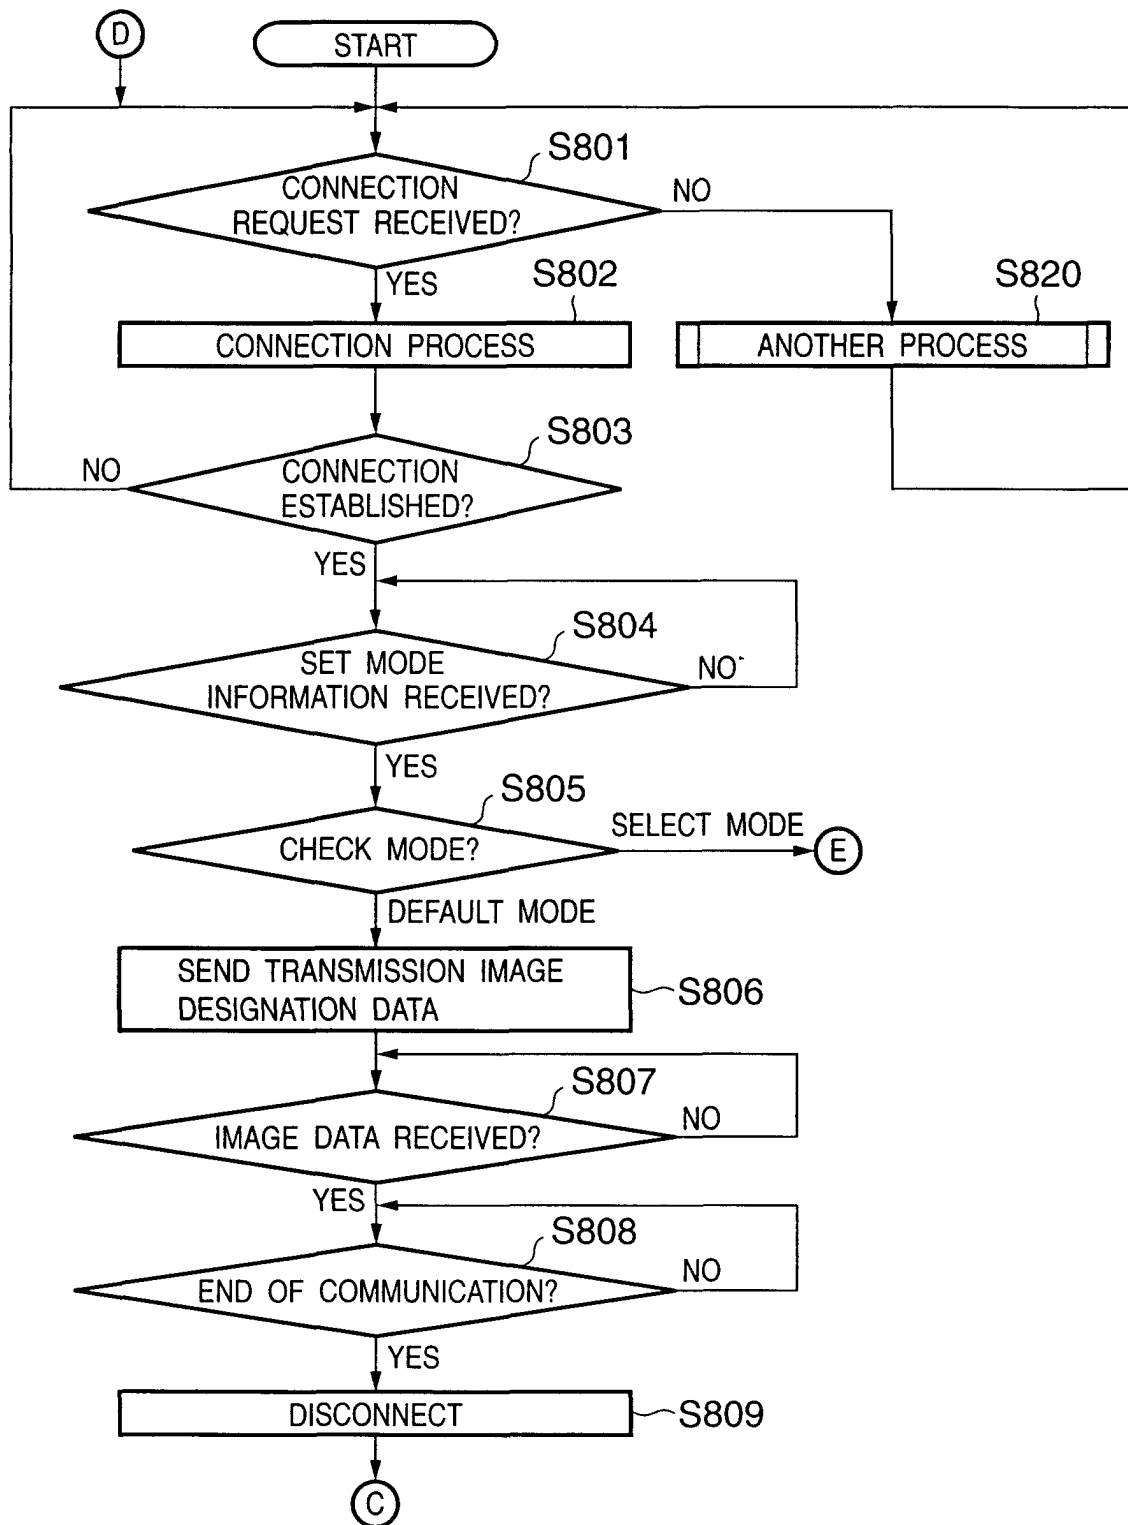 D
START
S801
CONNECTION
REQUEST RECEIVED?
NO
YES
S802
S820
CONNECTION PROCESS
ANOTHER PROCESS
S803
NO
CONNECTION
ESTABLISHED?
YES
S804
SET MODE
INFORMATION RECEIVED?
NO
YES
S805
SELECT MODE
CHECK MODE?
E
DEFAULT MODE
SEND TRANSMISSION IMAGE
DESIGNATION DATA
S806
S807
NO
IMAGE DATA RECEIVED?
YES
S808
NO
END OF COMMUNICATION?
YES
DISCONNECT
S809
C